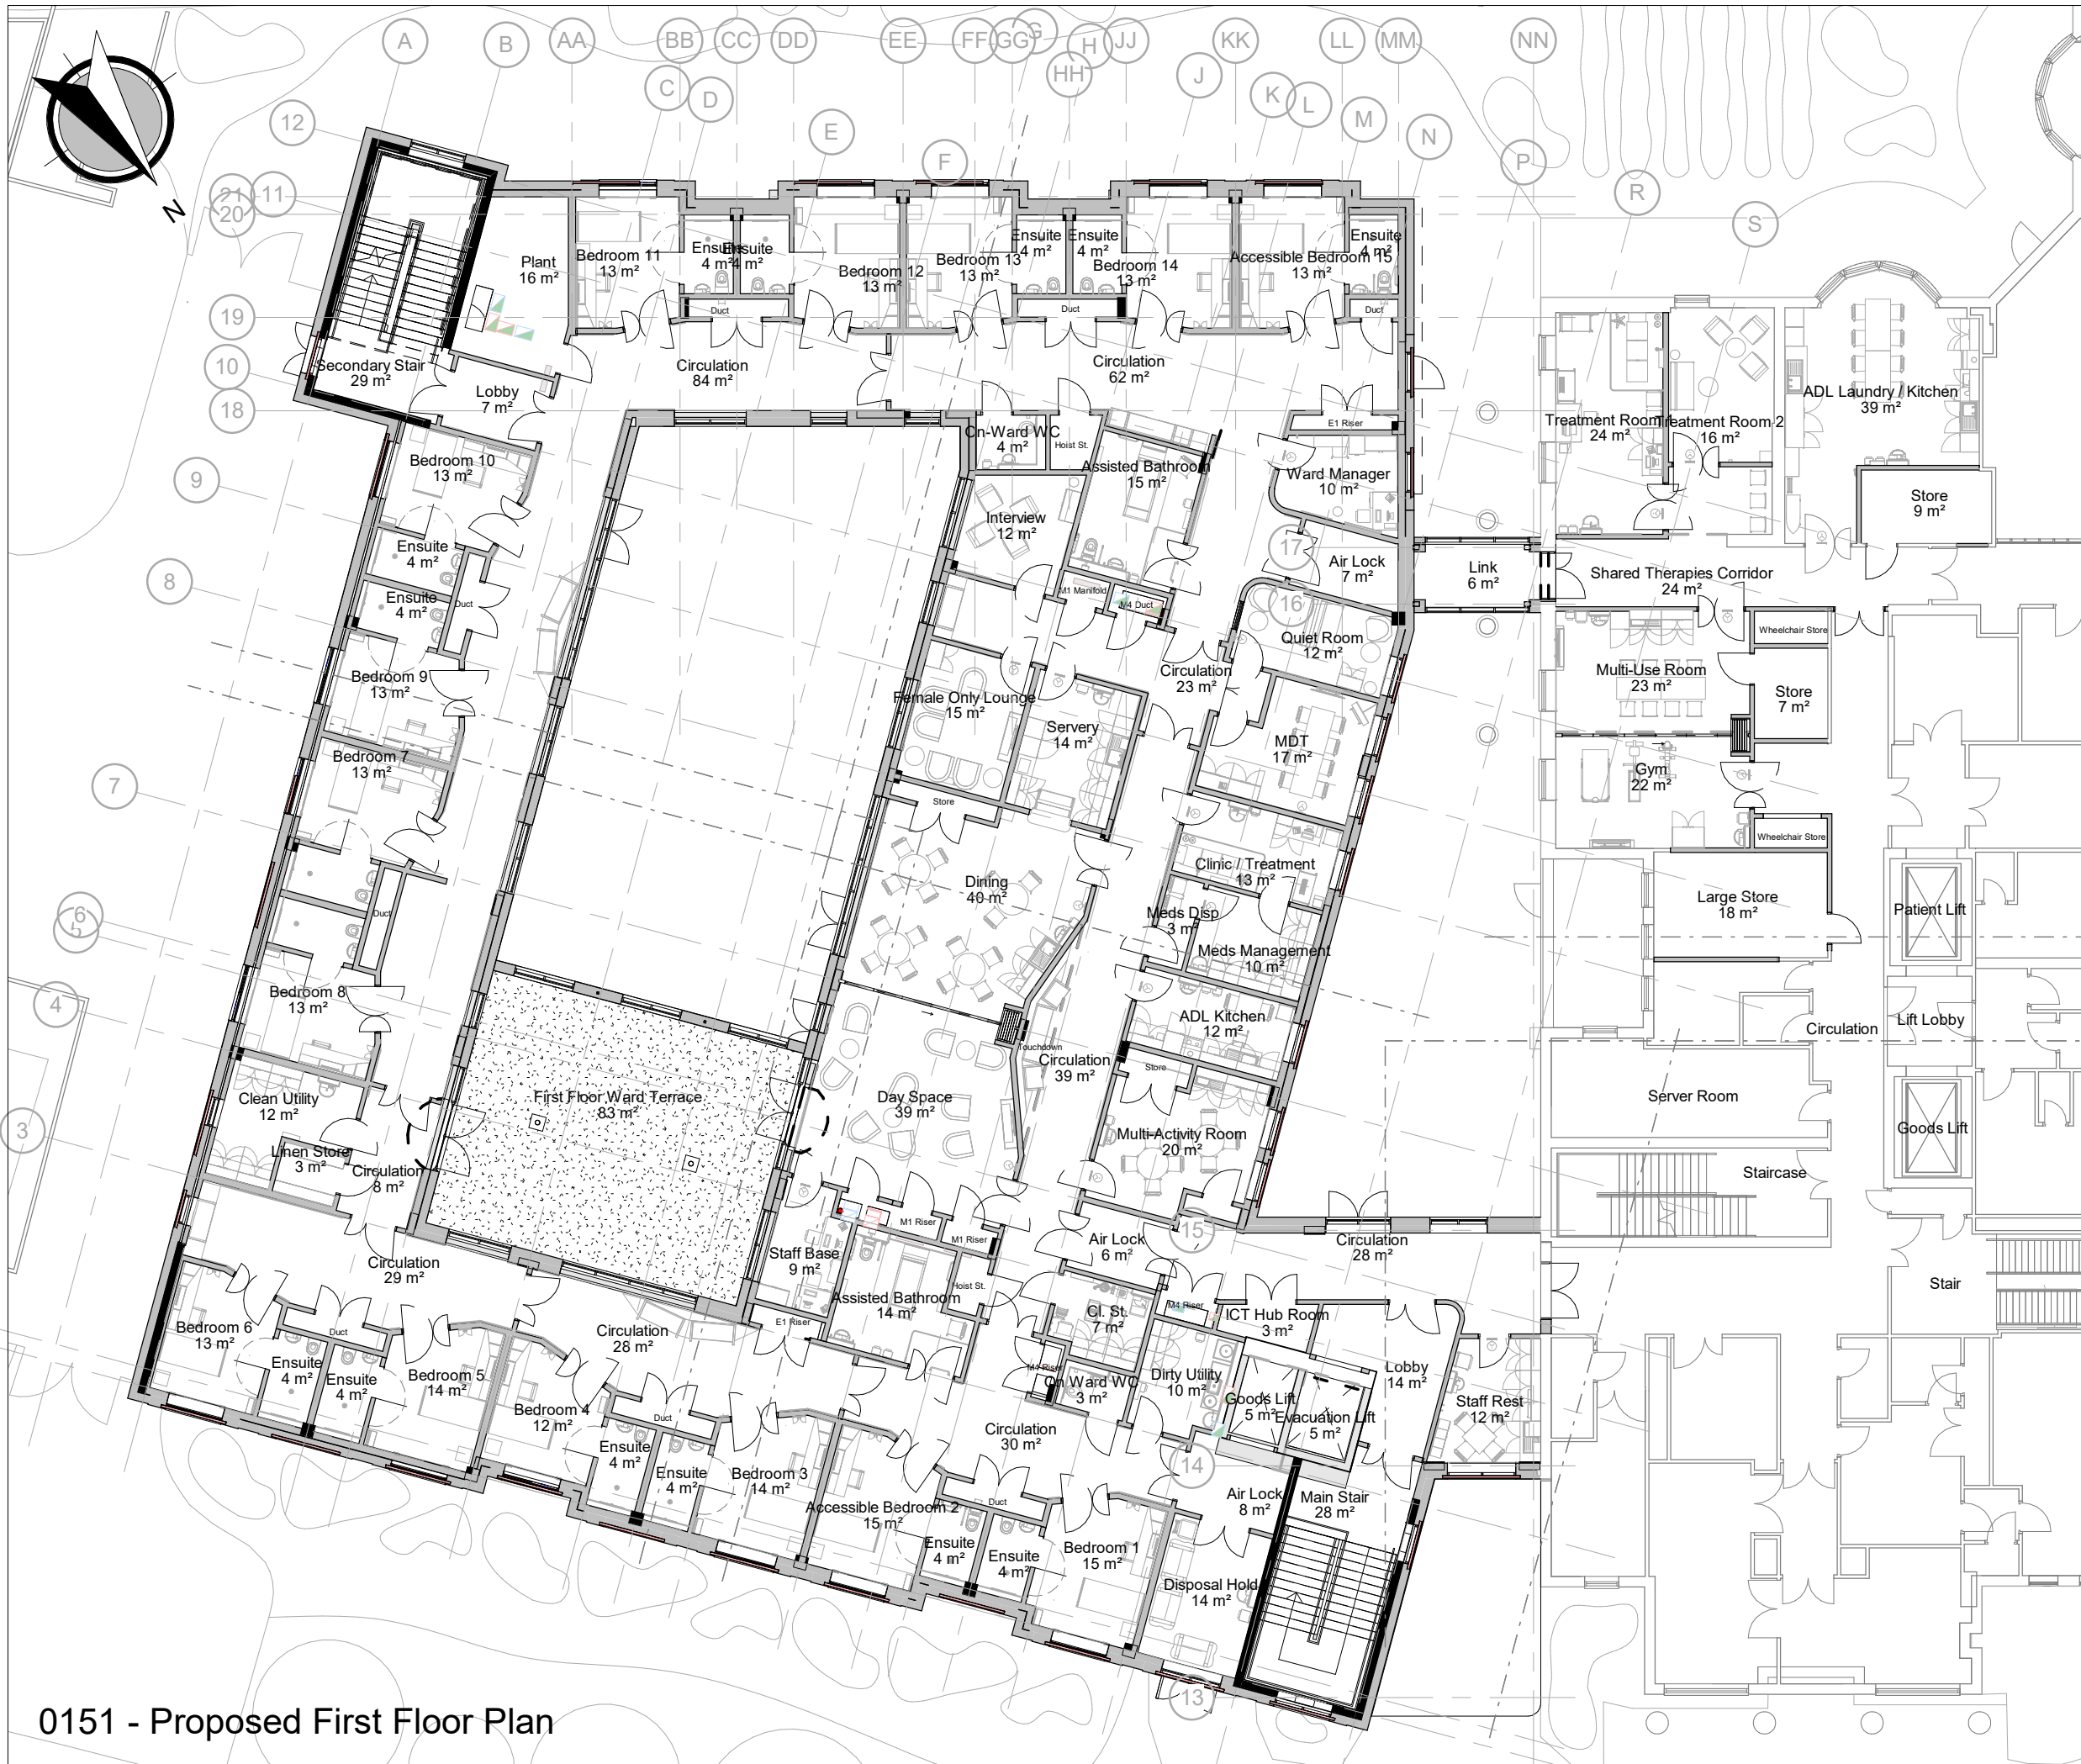 A
B
AA
BB
CC
DD
EE
FF
GG
G
H
JJ
HH
KK
LL
MM
NN
J
C
D
K
L
M
N
E
F
P
R
S
12
21
11
20
19
10
18
9
8
7
6
5
4
3
17
16
15
14
13
N
Plant
16 m²
Bedroom 11
13 m²
Ensuite
4 m²
Ensuite
4 m²
Bedroom 12
13 m²
Bedroom 13
13 m²
Ensuite
4 m²
Ensuite
4 m²
Bedroom 14
13 m²
Accessible Bedroom 15
13 m²
Ensuite
4 m²
Duct
Duct
Duct
Secondary Stair
29 m²
Lobby
7 m²
Circulation
84 m²
Circulation
62 m²
E1 Riser
On-Ward WC
4 m²
Hoist St.
Assisted Bathroom
15 m²
Ward Manager
10 m²
Treatment Room 1
24 m²
Treatment Room 2
16 m²
ADL Laundry / Kitchen
39 m²
Store
9 m²
Bedroom 10
13 m²
Interview
12 m²
Ensuite
4 m²
Ensuite
4 m²
Duct
Air Lock
7 m²
Link
6 m²
Shared Therapies Corridor
24 m²
M1 Manifold
M4 Duct
Quiet Room
12 m²
Wheelchair Store
Bedroom 9
13 m²
Circulation
23 m²
Multi-Use Room
23 m²
Store
7 m²
Female Only Lounge
15 m²
Servery
14 m²
MDT
17 m²
Bedroom 7
13 m²
Gym
22 m²
Store
Wheelchair Store
Clinic / Treatment
13 m²
Dining
40 m²
Duct
Meds Disp
3 m²
Large Store
18 m²
Patient Lift
Meds Management
10 m²
Bedroom 8
13 m²
ADL Kitchen
12 m²
Circulation
Lift Lobby
Touchdown
Circulation
39 m²
Store
Clean Utility
12 m²
First Floor Ward Terrace
83 m²
Day Space
39 m²
Server Room
Multi-Activity Room
20 m²
Goods Lift
Linen Store
3 m²
Circulation
8 m²
Staircase
M1 Riser
M1 Riser
Air Lock
6 m²
Circulation
28 m²
Staff Base
9 m²
Circulation
29 m²
Hoist St.
Assisted Bathroom
14 m²
Stair
M4 Riser
Cl. St.
7 m²
ICT Hub Room
3 m²
E1 Riser
Bedroom 6
13 m²
Duct
Circulation
28 m²
Ensuite
4 m²
Ensuite
4 m²
Bedroom 5
14 m²
M4 Riser
On Ward WC
3 m²
Dirty Utility
10 m²
Lobby
14 m²
Goods Lift
5 m²
Evacuation Lift
5 m²
Staff Rest
12 m²
Bedroom 4
12 m²
Duct
Circulation
30 m²
Ensuite
4 m²
Ensuite
4 m²
Bedroom 3
14 m²
Accessible Bedroom 2
15 m²
Duct
Air Lock
8 m²
Main Stair
28 m²
Ensuite
4 m²
Ensuite
4 m²
Bedroom 1
15 m²
Disposal Hold
14 m²
0151 - Proposed First Floor Plan